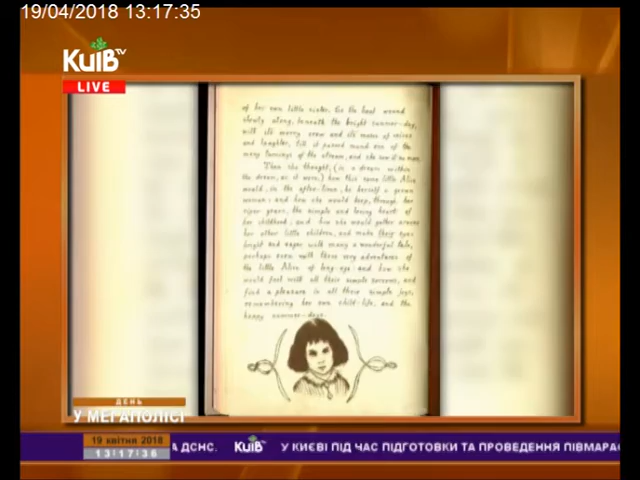 19/04/2018 13:17:35
КиїВ TV
LIVE
of her own little sister. So the boat wound
slowly along, beneath the bright summer-day,
with its merry crew and its music of voices
and laughter, till it passed round one of the
many turnings of the stream, and she saw it no more.
Then she thought, (in a dream within
the dream, as it were,) how this same little Alice
would, in the after-time, be herself a grown
woman: and how she would keep, through her
riper years, the simple and loving heart of
her childhood: and how she would gather around
her other little children, and make their eyes
bright and eager with many a wonderful tale,
perhaps even with these very adventures of
the little Alice of long-ago: and how she
would feel with all their simple sorrows, and
find a pleasure in all their simple joys,
remembering her own child-life, and the
happy summer-days.
ДЕНЬ
У МЕГАПОЛІСІ
19 квітня 2018
13:17:36
А ДСНС. КиїВ У КИЄВІ ПІД ЧАС ПІДГОТОВКИ ТА ПРОВЕДЕННЯ ПІВМАРА